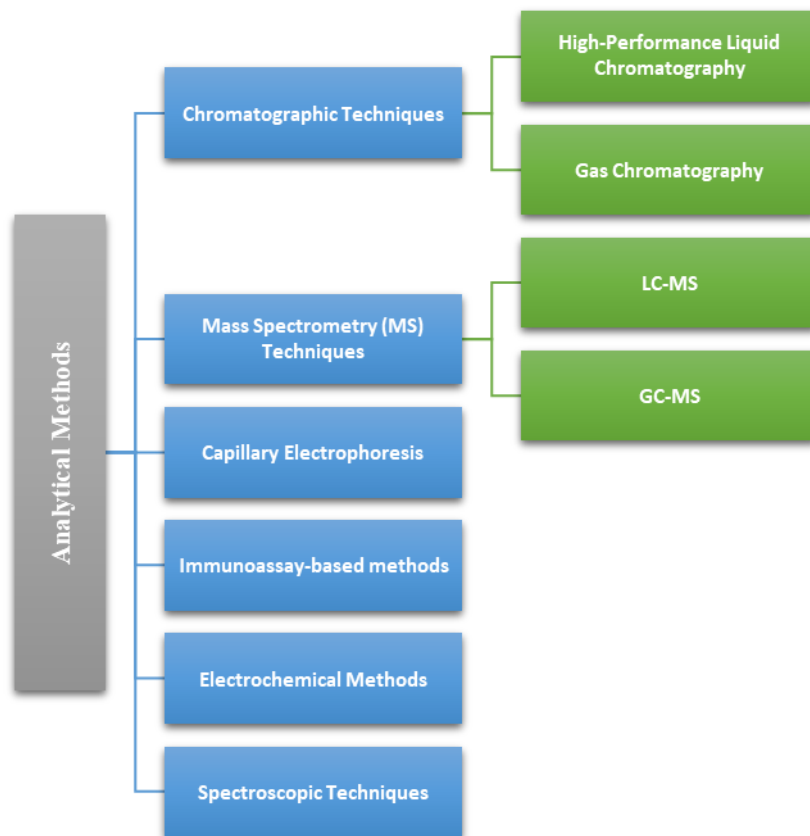 Analytical Methods
Chromatographic Techniques
High-Performance Liquid
Chromatography
Gas Chromatography
Mass Spectrometry (MS)
Techniques
LC-MS
GC-MS
Capillary Electrophoresis
Immunoassay-based methods
Electrochemical Methods
Spectroscopic Techniques